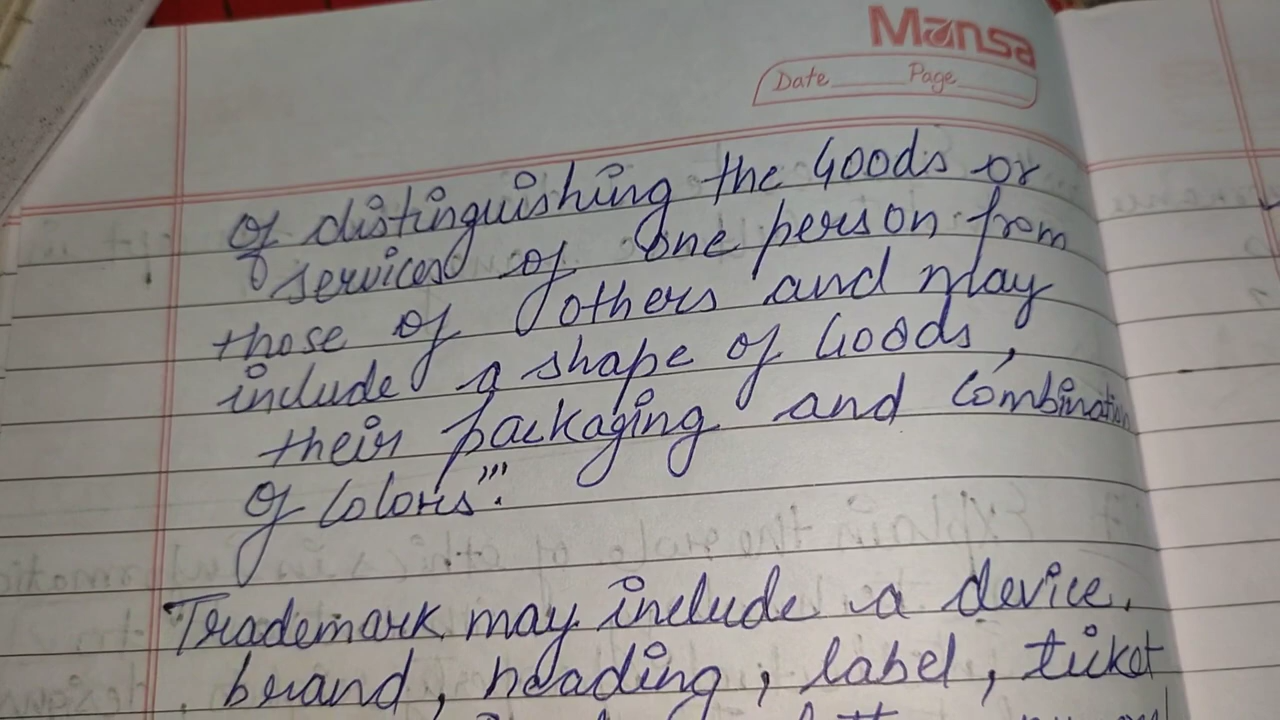 Mansa
Date Page
of distinguishing the Goods or
services of one person from
those of others and may
include a shape of Goods,
their packaging and Combination
of Colors".
Trademark may include a device,
brand, heading, label, ticket